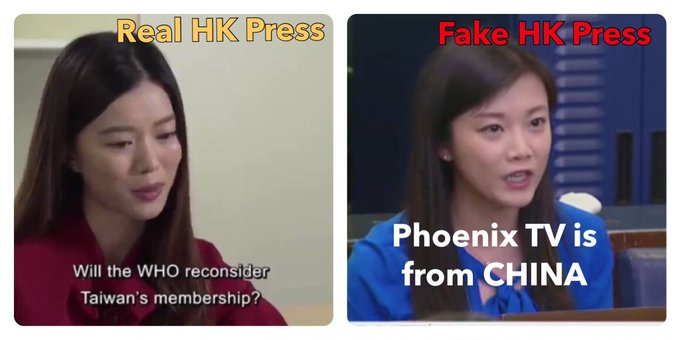 Real HK Press
Will the WHO reconsider
Taiwan's membership?
Fake HK Press
Phoenix TV is
from CHINA